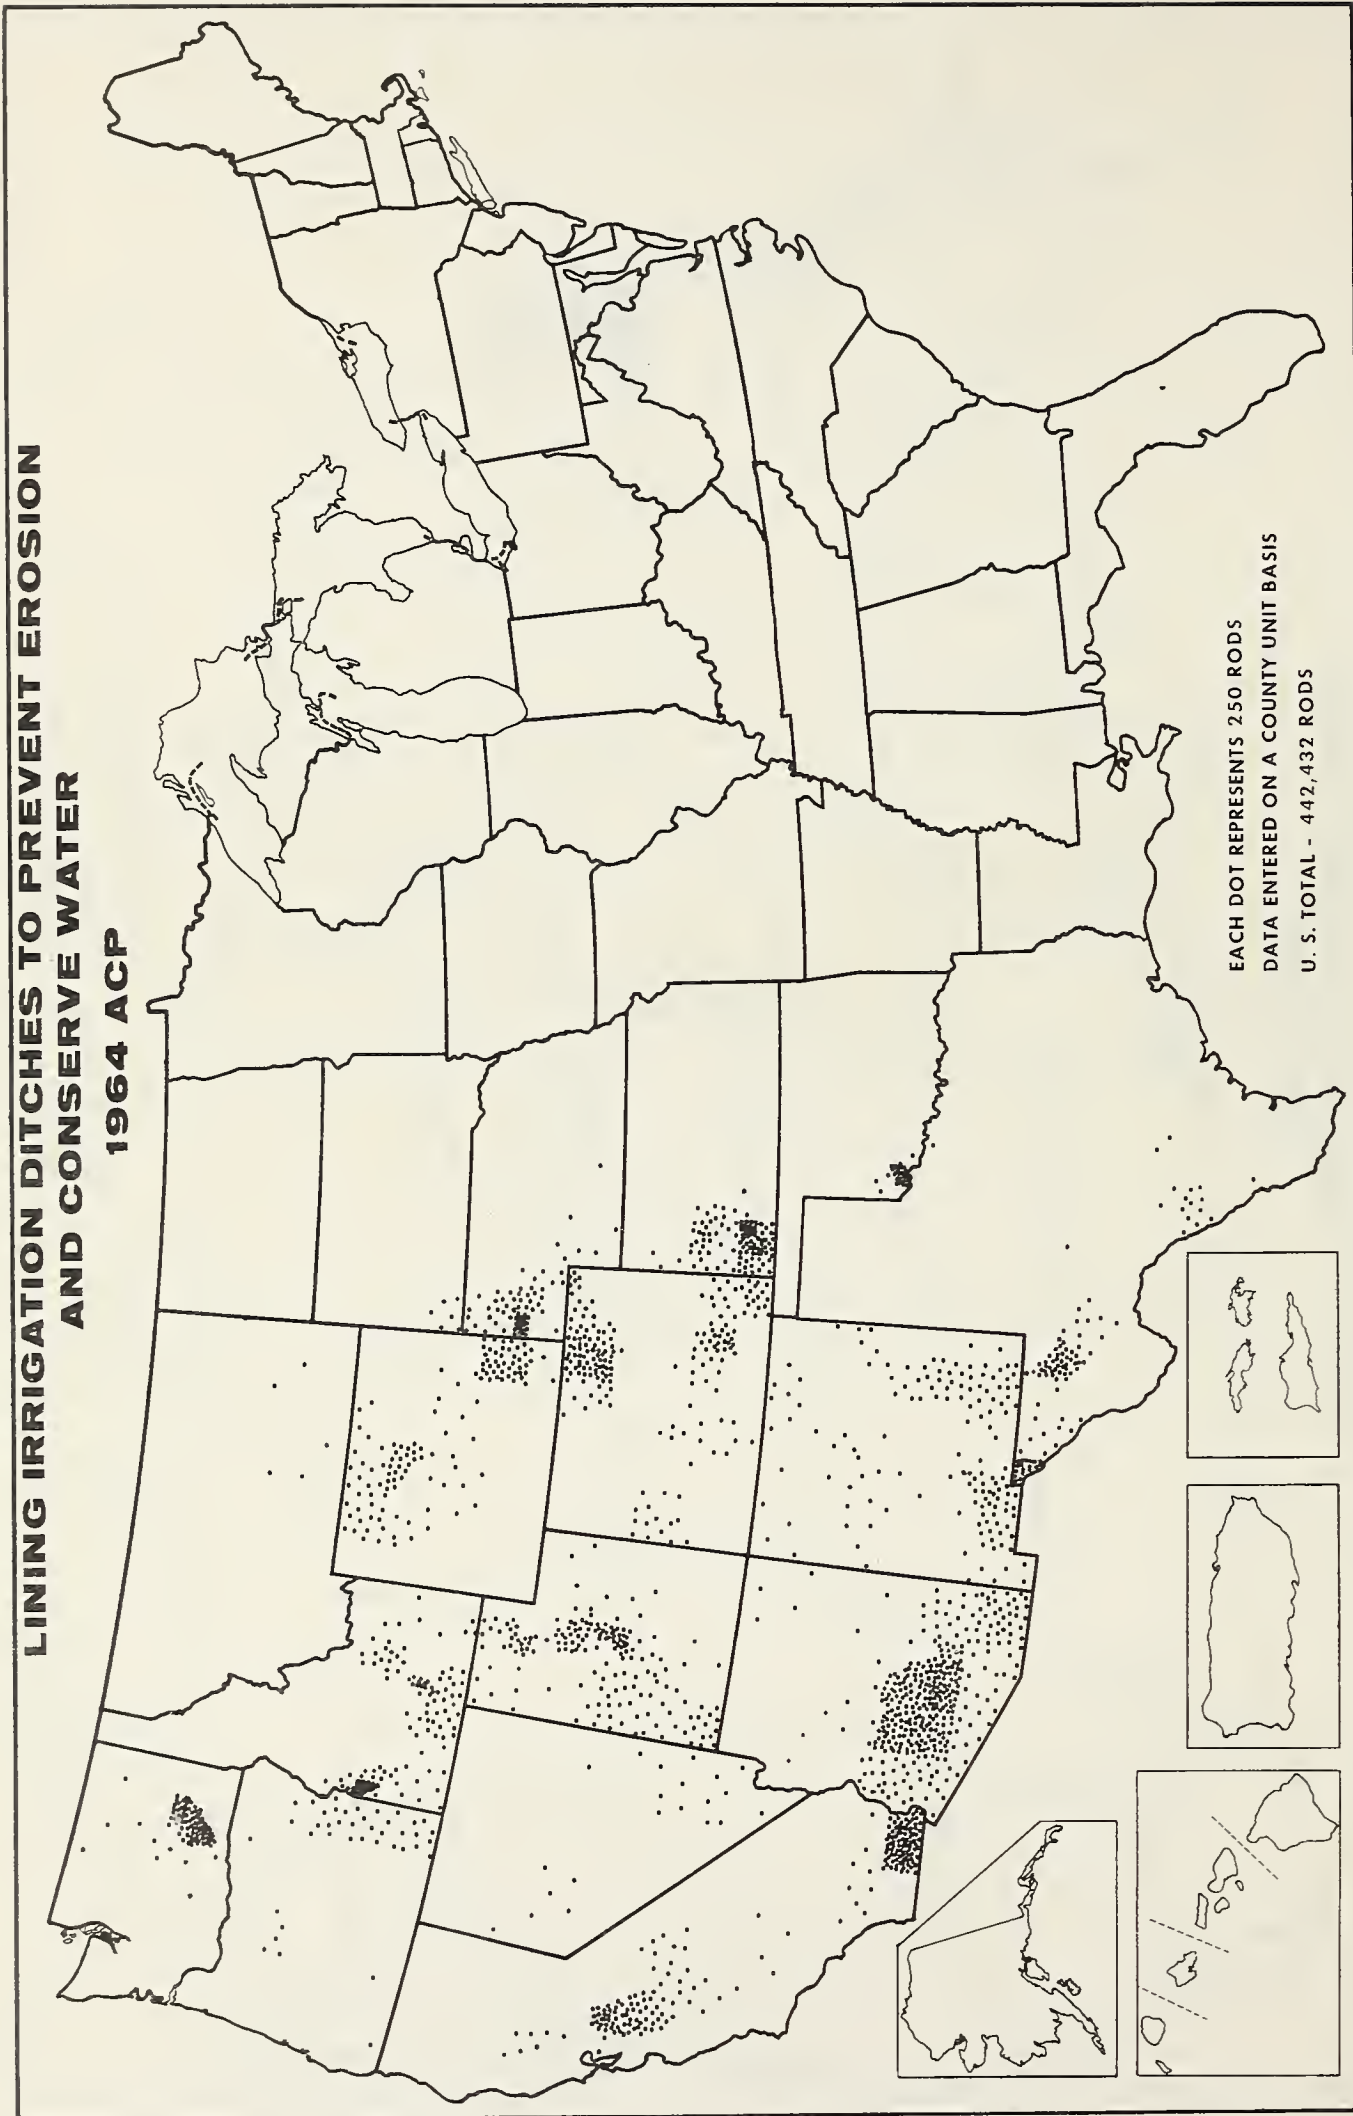 LINING IRRIGATION DITCHES TO PREVENT EROSION
AND CONSERVE WATER
1964 ACP
EACH DOT REPRESENTS 250 RODS
DATA ENTERED ON A COUNTY UNIT BASIS
U. S. TOTAL - 442,432 RODS